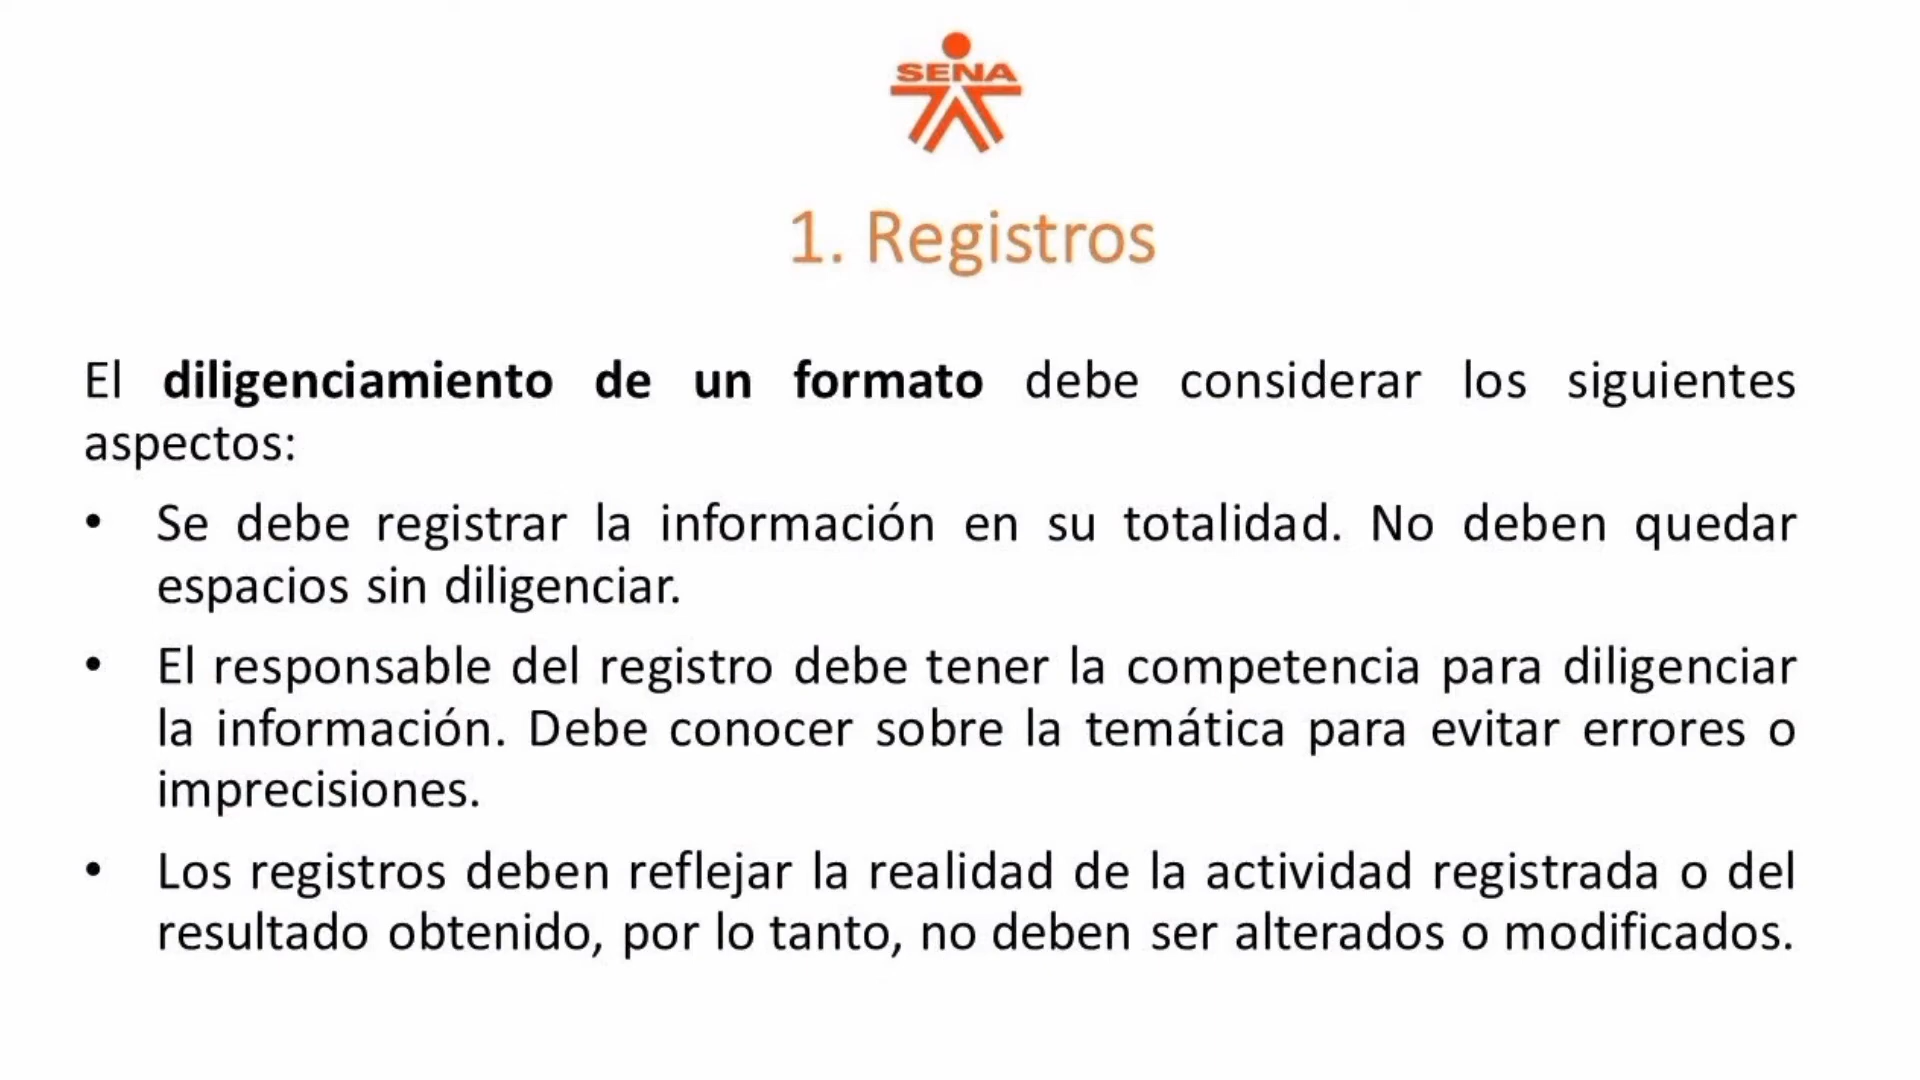 SENA
1. Registros
El diligenciamiento de un formato debe considerar los siguientes
aspectos:
• Se debe registrar la información en su totalidad. No deben quedar
espacios sin diligenciar.
• El responsable del registro debe tener la competencia para diligenciar
la información. Debe conocer sobre la temática para evitar errores o
imprecisiones.
• Los registros deben reflejar la realidad de la actividad registrada o del
resultado obtenido, por lo tanto, no deben ser alterados o modificados.